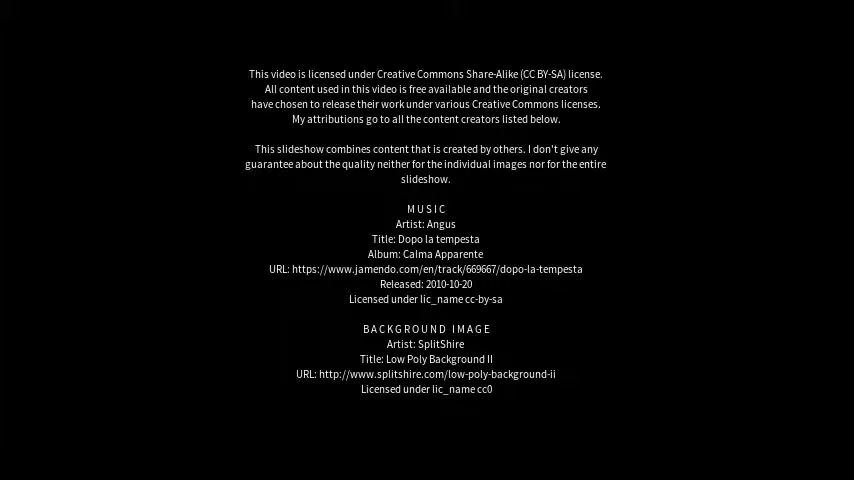 This video is licensed under Creative Commons Share-Alike (CC BY-SA) license.
All content used in this video is free available and the original creators
have chosen to release their work under various Creative Commons licenses.
My attributions go to all the content creators listed below.
This slideshow combines content that is created by others. I don't give any
guarantee about the quality neither for the individual images nor for the entire
slideshow.
MUSIC
Artist: Angus
Title: Dopo la tempesta
Album: Calma Apparente
URL: https://www.jamendo.com/en/track/669667/dopo-la-tempesta
Released: 2010-10-20
Licensed under lic_name cc-by-sa
BACKGROUND IMAGE
Artist: SplitShire
Title: Low Poly Background II
URL: http://www.splitshire.com/low-poly-background-ii
Licensed under lic_name cc0